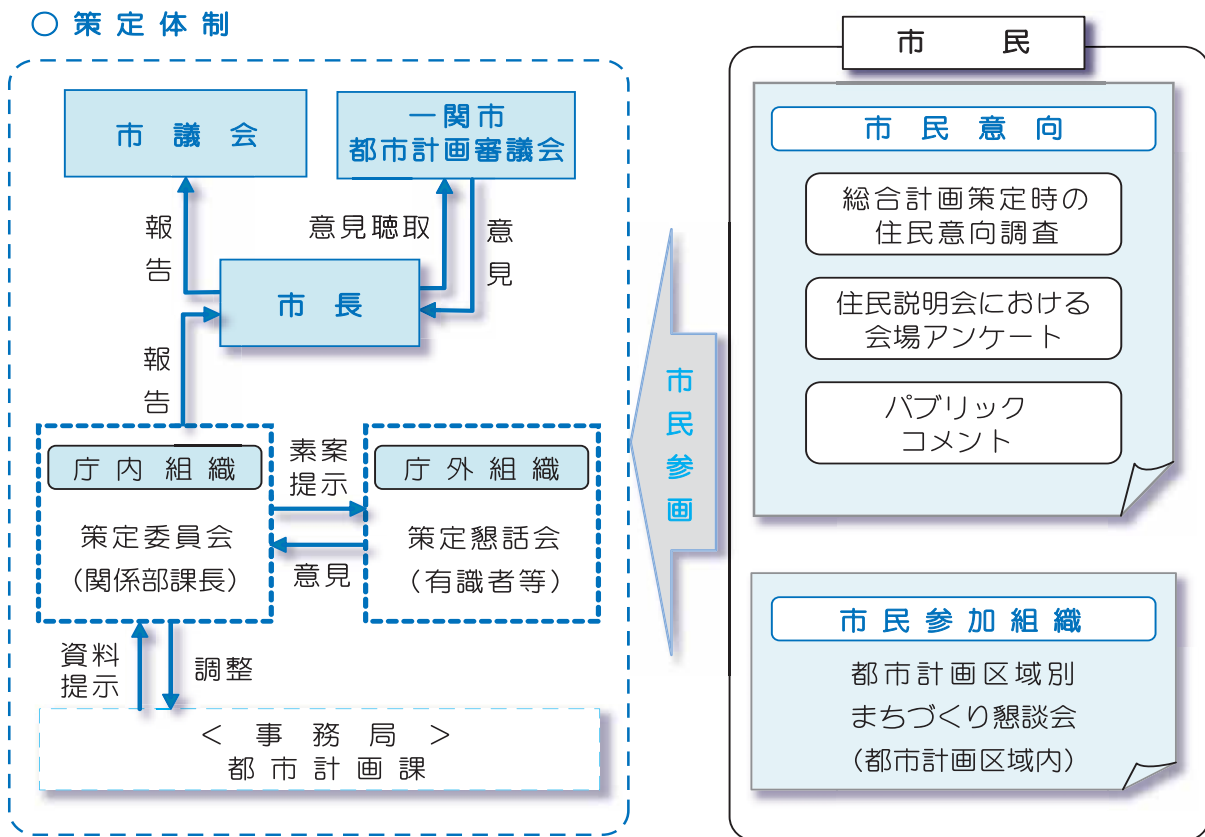 ○策定体制
市議会
一関市
都市計画審議会
報告
意見聴取
意見
市長
報告
庁内組織
策定委員会
(関係部課長)
素案
提示
意見
庁外組織
策定懇話会
(有識者等)
資料
提示
調整
<事務局>
都市計画課
市民参画
市民
市民意向
総合計画策定時の
住民意向調査
住民説明会における
会場アンケート
パブリック
コメント
市民参加組織
都市計画区域別
まちづくり懇談会
(都市計画区域内)